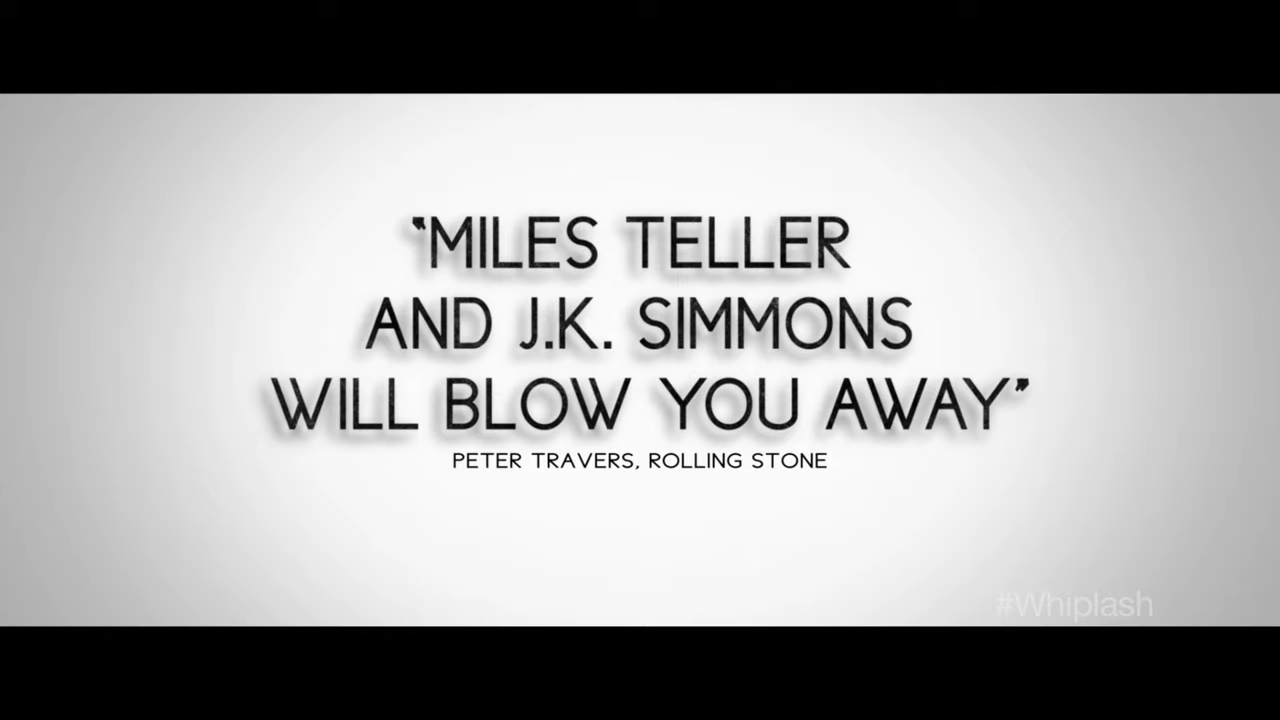 "MILES TELLER
AND J.K. SIMMONS
WILL BLOW YOU AWAY"
PETER TRAVERS, ROLLING STONE
#Whiplash